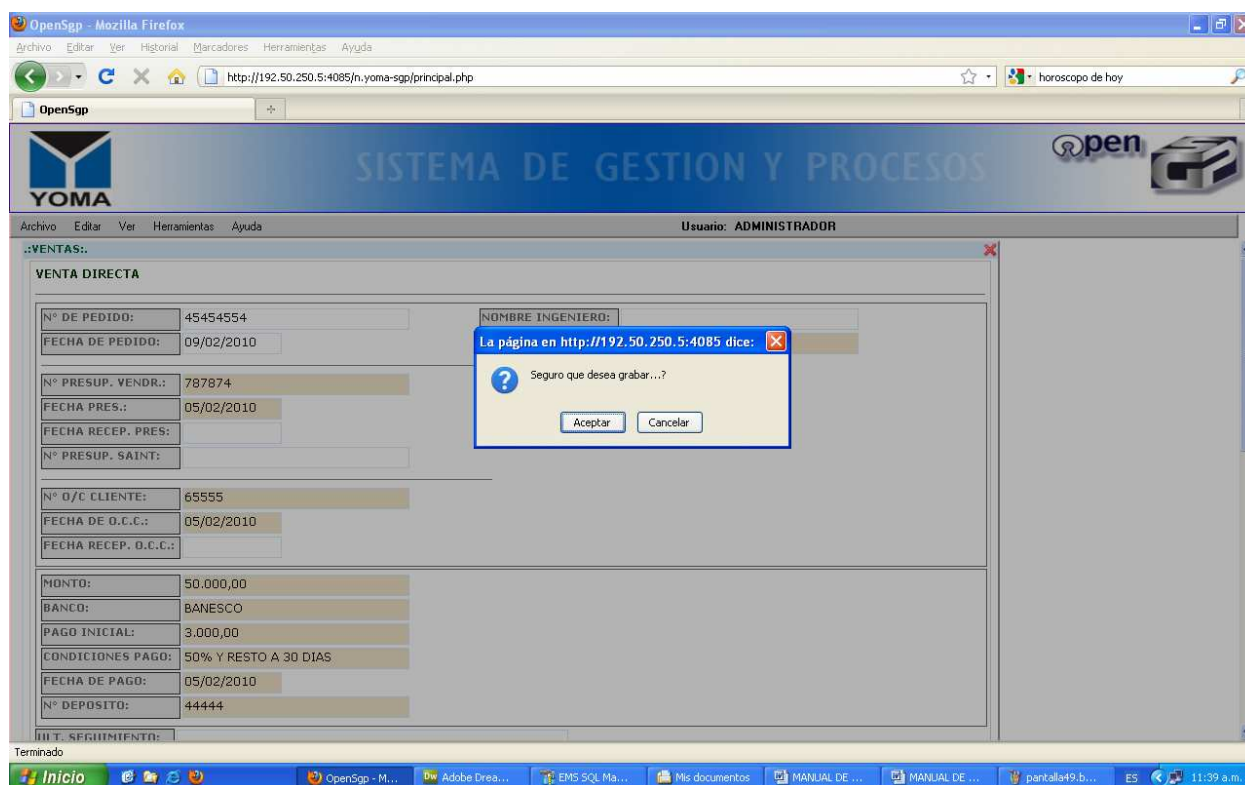 OpenSgp - Mozilla Firefox
Archivo Editar Ver Historial Marcadores Herramientas Ayuda
http://192.50.250.5:4085/n.yoma-sgp/principal.php horoscopo de hoy
OpenSgp
YOMA SISTEMA DE GESTION Y PROCESOS open
Archivo Editar Ver Herramientas Ayuda Usuario: ADMINISTRADOR
.:VENTAS:.
VENTA DIRECTA
N° DE PEDIDO: 45454554 NOMBRE INGENIERO:
FECHA DE PEDIDO: 09/02/2010
La página en http://192.50.250.5:4085 dice:
Seguro que desea grabar...?
Aceptar Cancelar
N° PRESUP. VENDR.: 787874
FECHA PRES.: 05/02/2010
FECHA RECEP. PRES:
N° PRESUP. SAINT:
N° O/C CLIENTE: 65555
FECHA DE O.C.C.: 05/02/2010
FECHA RECEP. O.C.C.:
MONTO: 50.000,00
BANCO: BANESCO
PAGO INICIAL: 3.000,00
CONDICIONES PAGO: 50% Y RESTO A 30 DIAS
FECHA DE PAGO: 05/02/2010
N° DEPOSITO: 44444
ULT. SEGUIMIENTO:
Terminado
Inicio OpenSgp - M... Adobe Drea... EMS SQL Ma... Mis documentos MANUAL DE ... MANUAL DE ... pantalla49.b... ES 11:39 a.m.